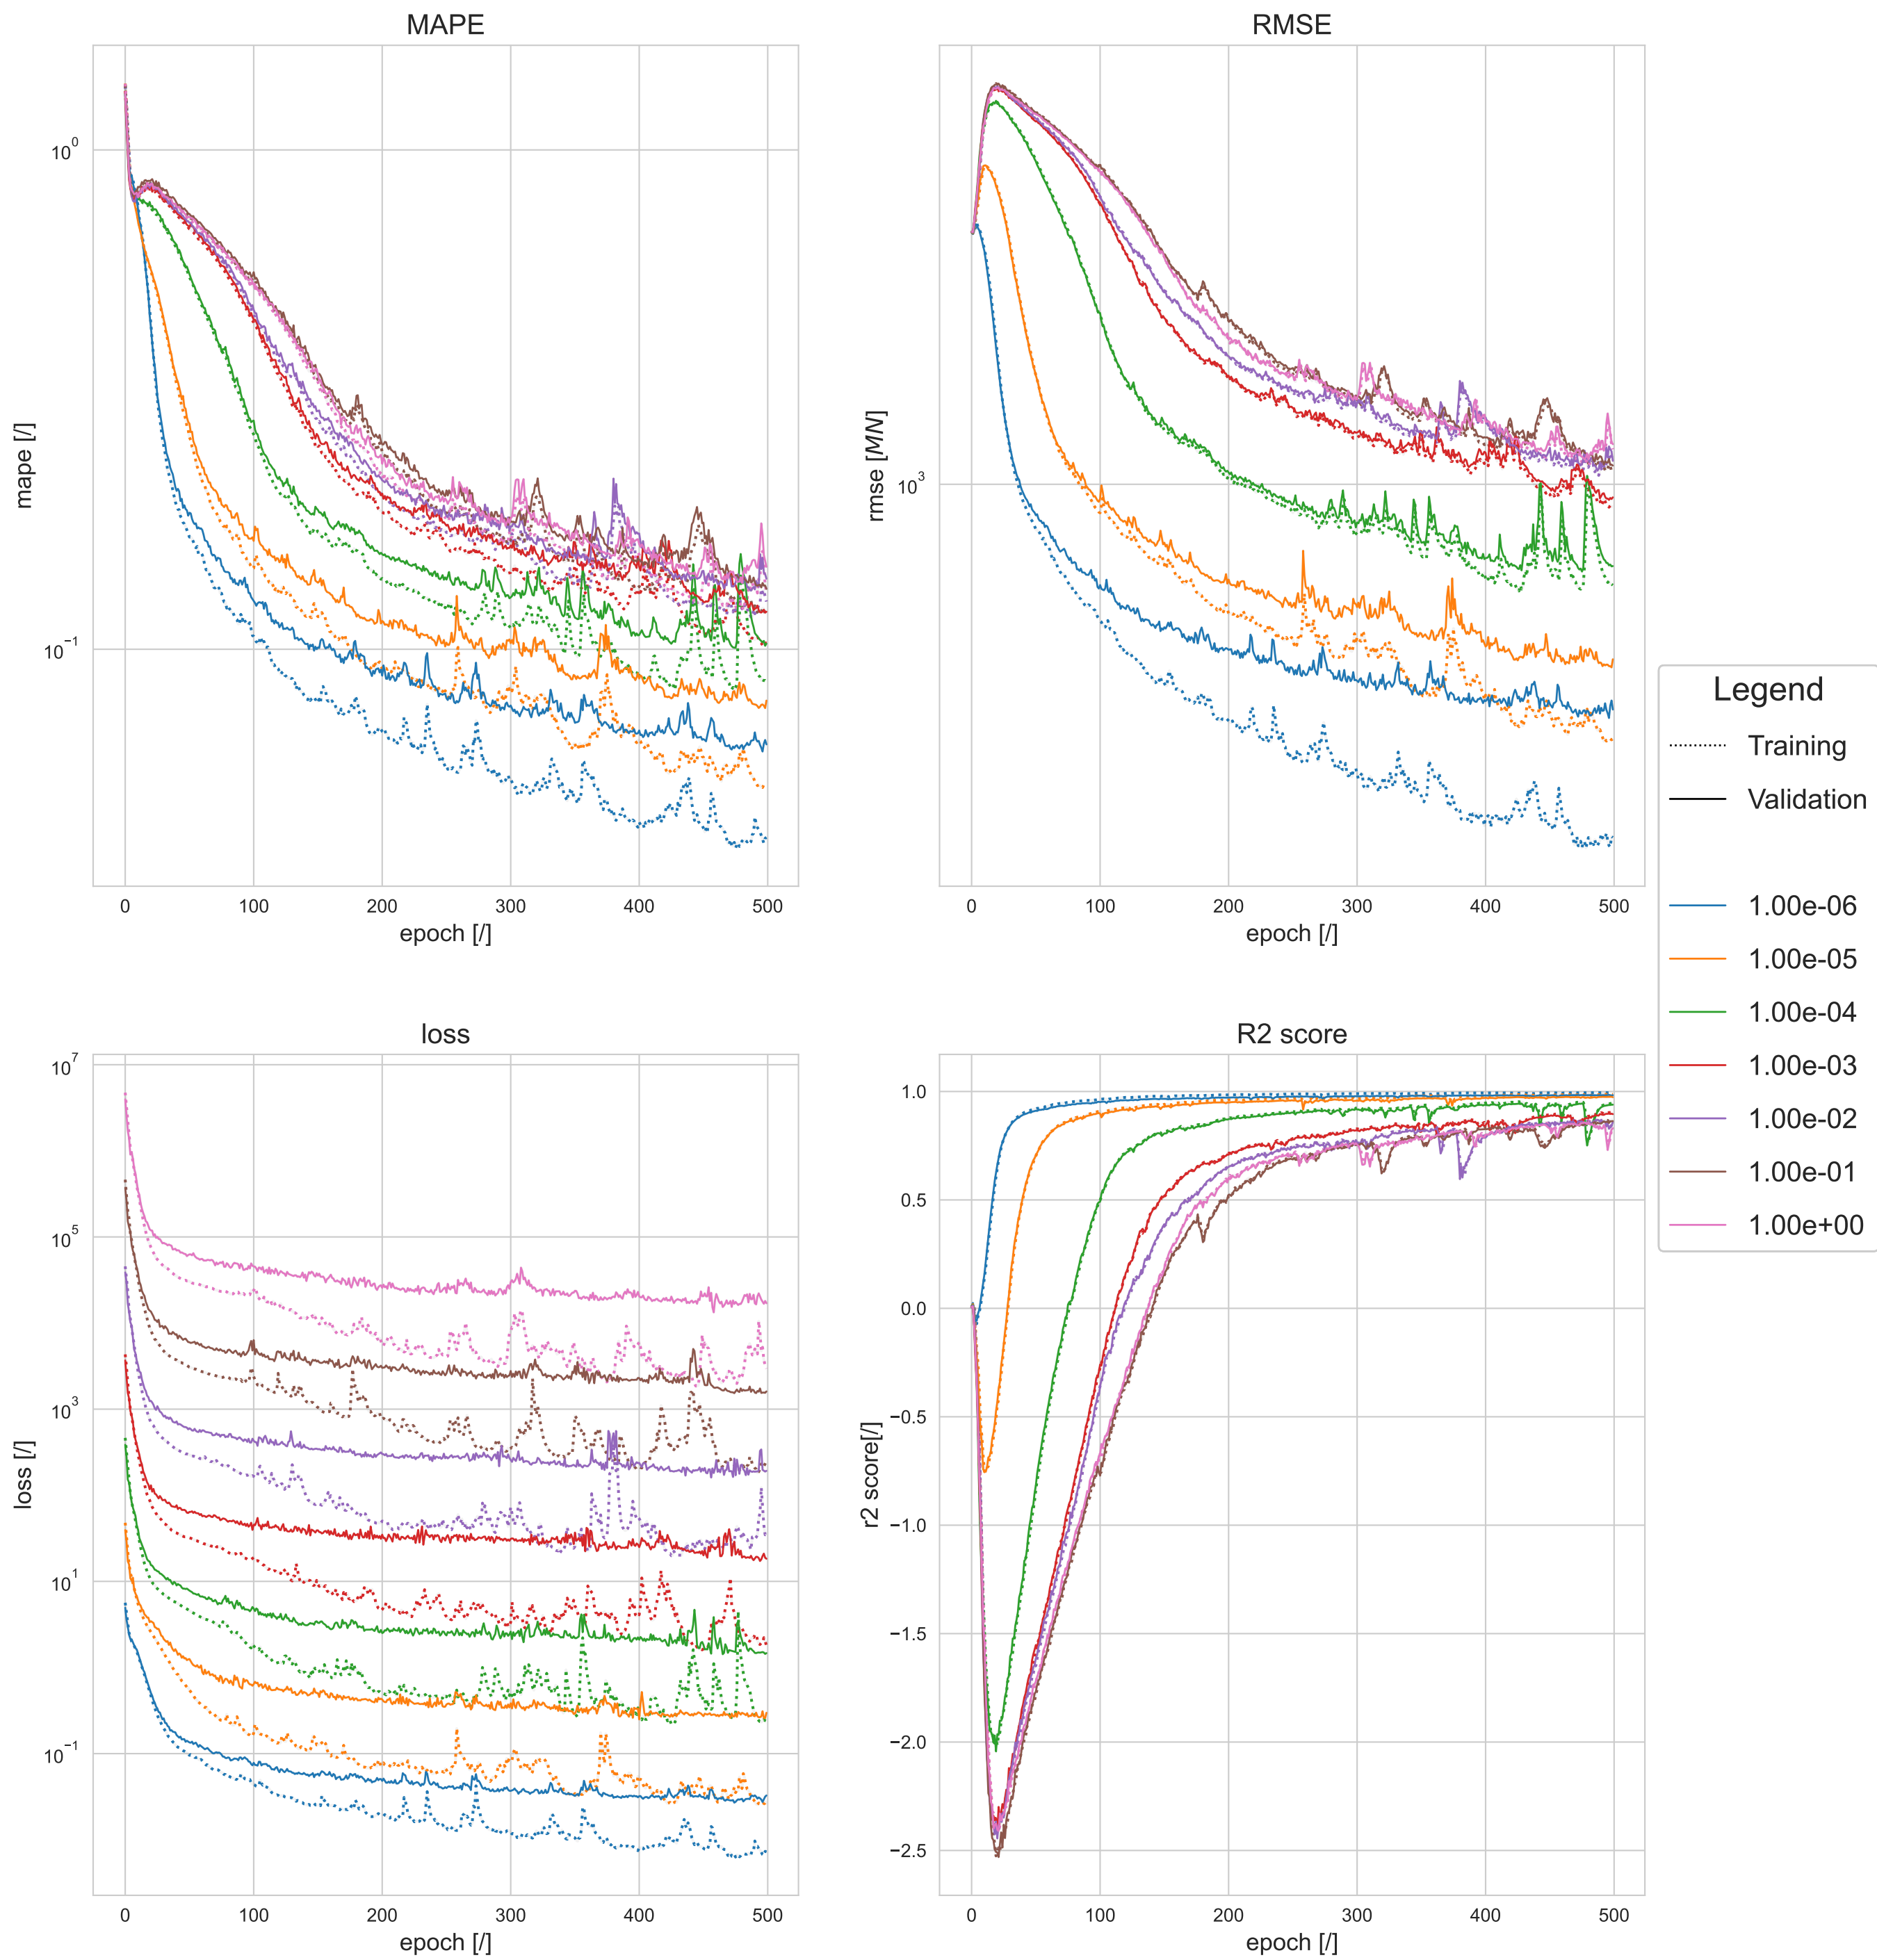 MAPE
10^0
10^−1
mape [/]
0 100 200 300 400 500
epoch [/]
RMSE
10^3
rmse [MN]
0 100 200 300 400 500
epoch [/]
Legend
Training
Validation
1.00e-06
1.00e-05
1.00e-04
1.00e-03
1.00e-02
1.00e-01
1.00e+00
loss
10^7
10^5
10^3
10^1
10^−1
loss [/]
0 100 200 300 400 500
epoch [/]
R2 score
1.0
0.5
0.0
−0.5
−1.0
−1.5
−2.0
−2.5
r2 score[/]
0 100 200 300 400 500
epoch [/]